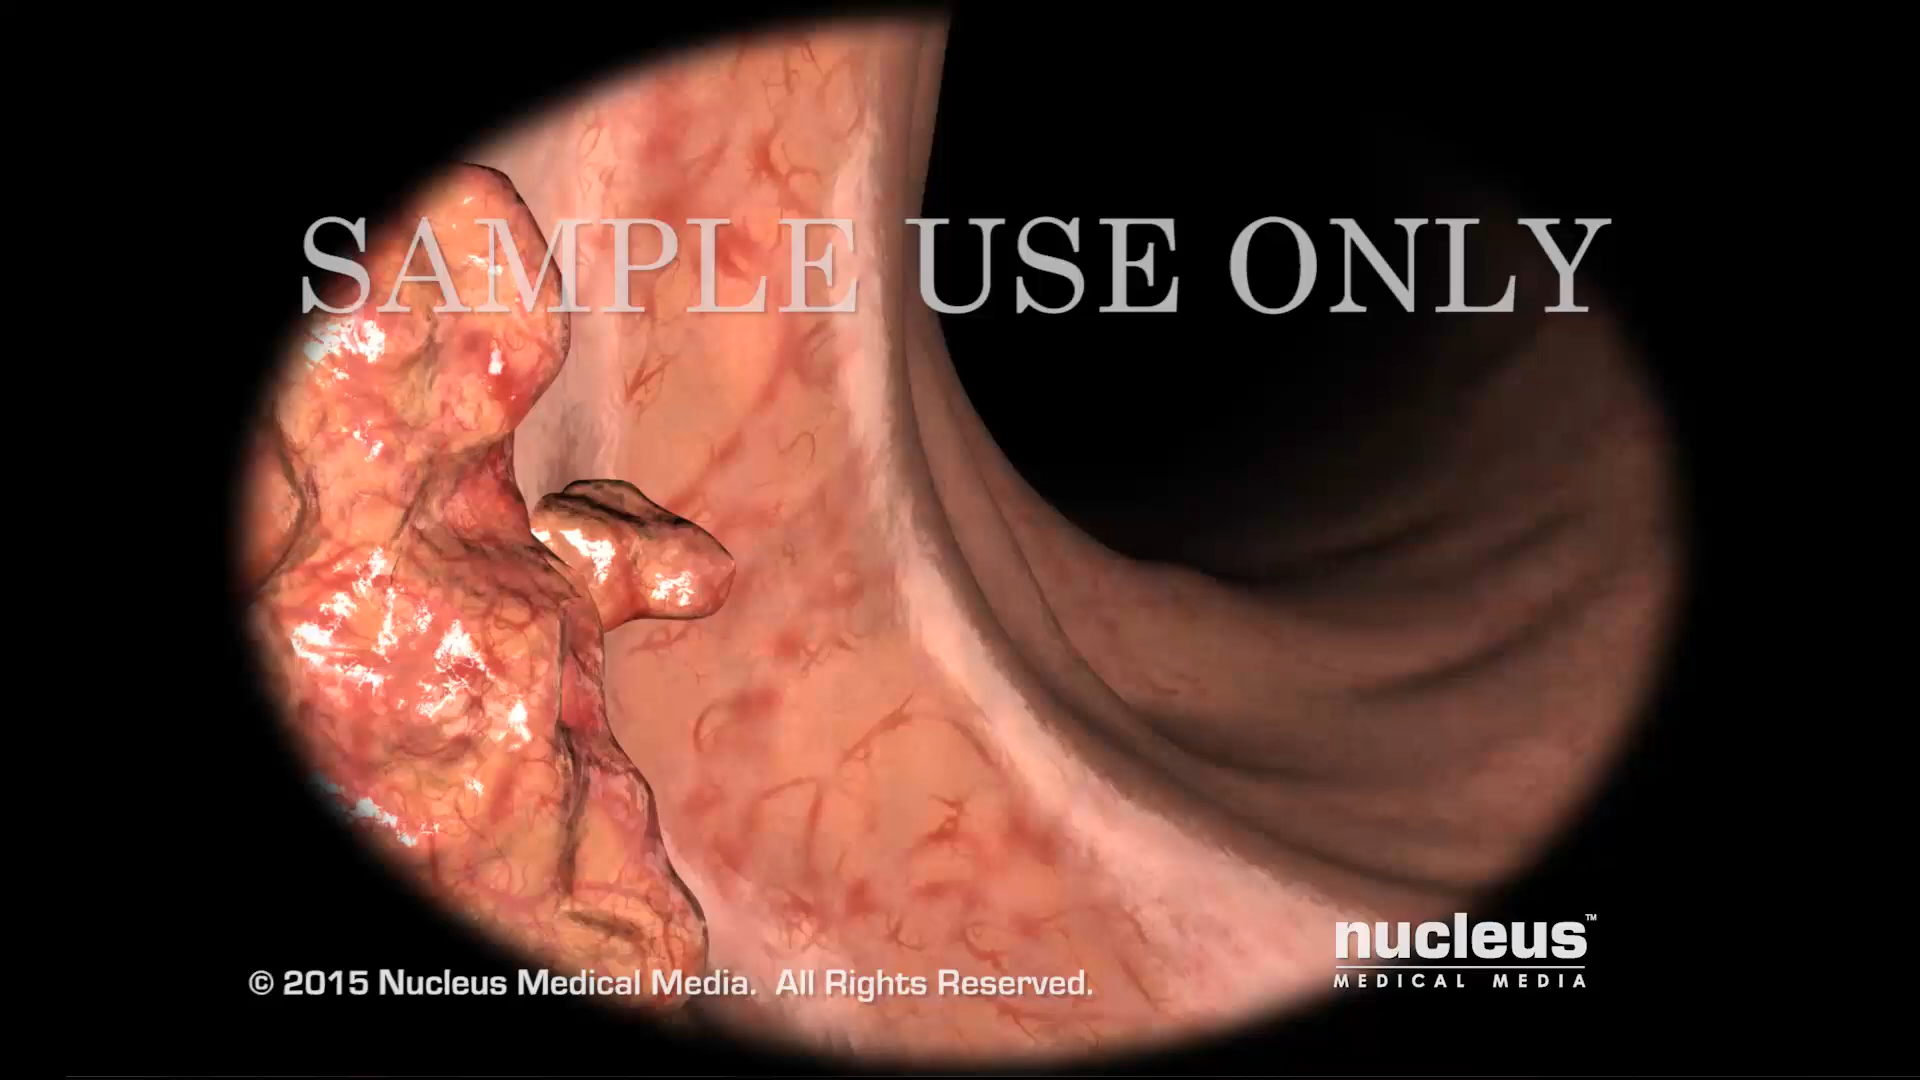 SAMPLE USE ONLY
nucleus™
MEDICAL MEDIA
© 2015 Nucleus Medical Media. All Rights Reserved.